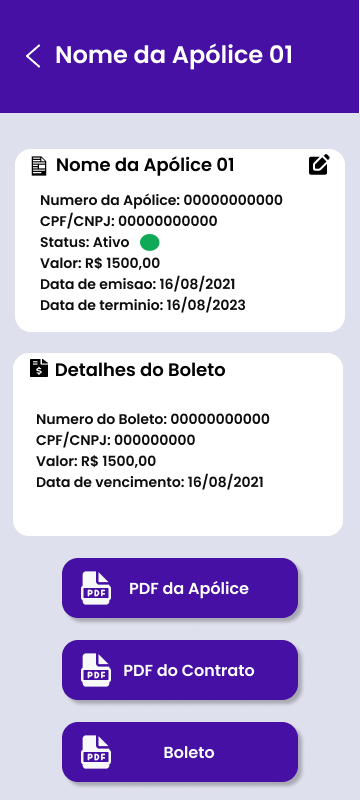 Nome da Apólice 01
Nome da Apólice 01
Numero da Apólice: 00000000000
CPF/CNPJ: 00000000000
Status: Ativo
Valor: R$ 1500,00
Data de emisao: 16/08/2021
Data de terminio: 16/08/2023
Detalhes do Boleto
Numero do Boleto: 00000000000
CPF/CNPJ: 000000000
Valor: R$ 1500,00
Data de vencimento: 16/08/2021
PDF PDF da Apólice
PDF PDF do Contrato
PDF Boleto